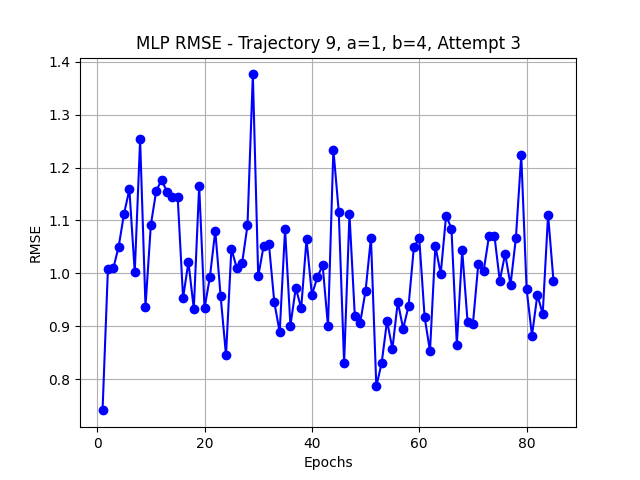 MLP RMSE - Trajectory 9, a=1, b=4, Attempt 3
1.4
1.3
1.2
1.1
1.0
0.9
0.8
RMSE
0 20 40 60 80
Epochs